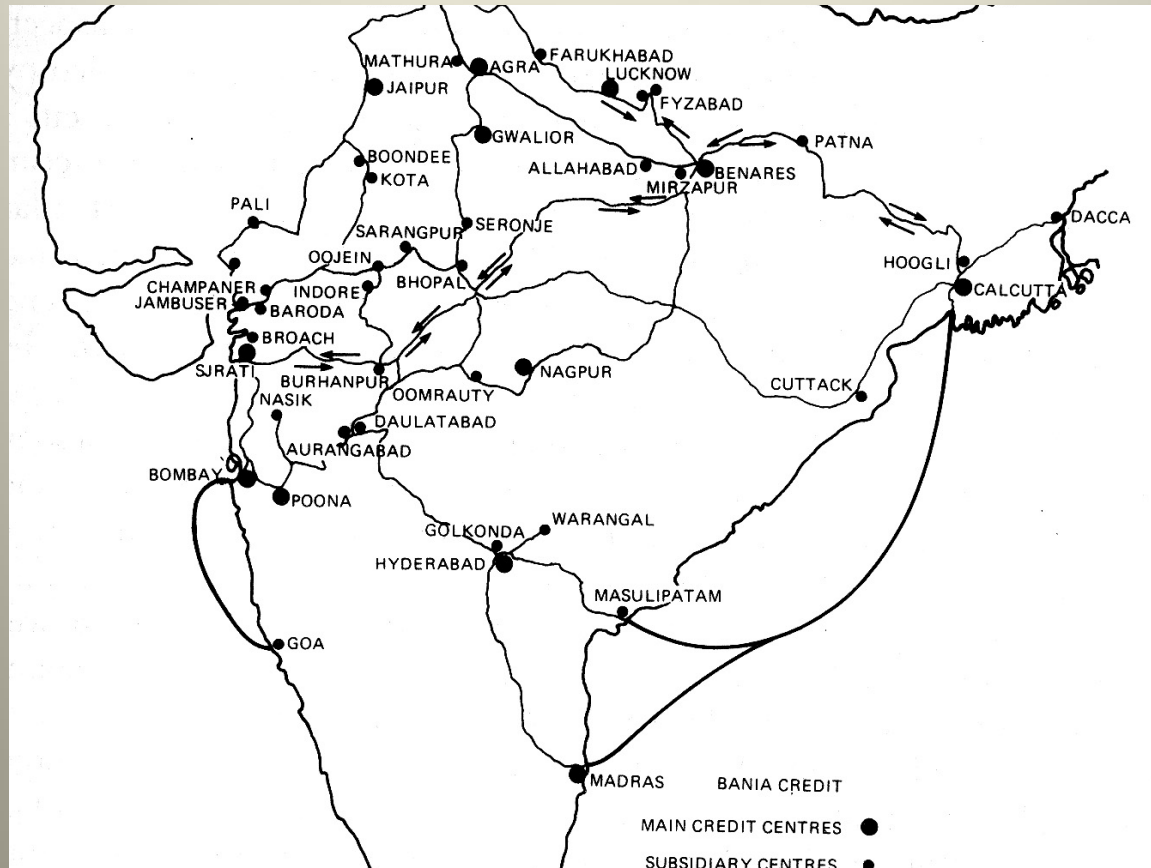 FARUKHABAD
MATHURA
AGRA
LUCKNOW
JAIPUR
FYZABAD
GWALIOR
PATNA
BOONDEE
ALLAHABAD
BENARES
KOTA
MIRZAPUR
PALI
DACCA
SERONJE
SARANGPUR
OOJEIN
HOOGLI
BHOPAL
CHAMPANER
INDORE
CALCUTTA
JAMBUSER
BARODA
BROACH
SJRATI
NAGPUR
BURHANPUR
CUTTACK
OOMRAUTY
NASIK
DAULATABAD
AURANGABAD
BOMBAY
POONA
WARANGAL
GOLKONDA
HYDERABAD
MASULIPATAM
GOA
MADRAS
BANIA CREDIT
MAIN CREDIT CENTRES
SUBSIDIARY CENTRES